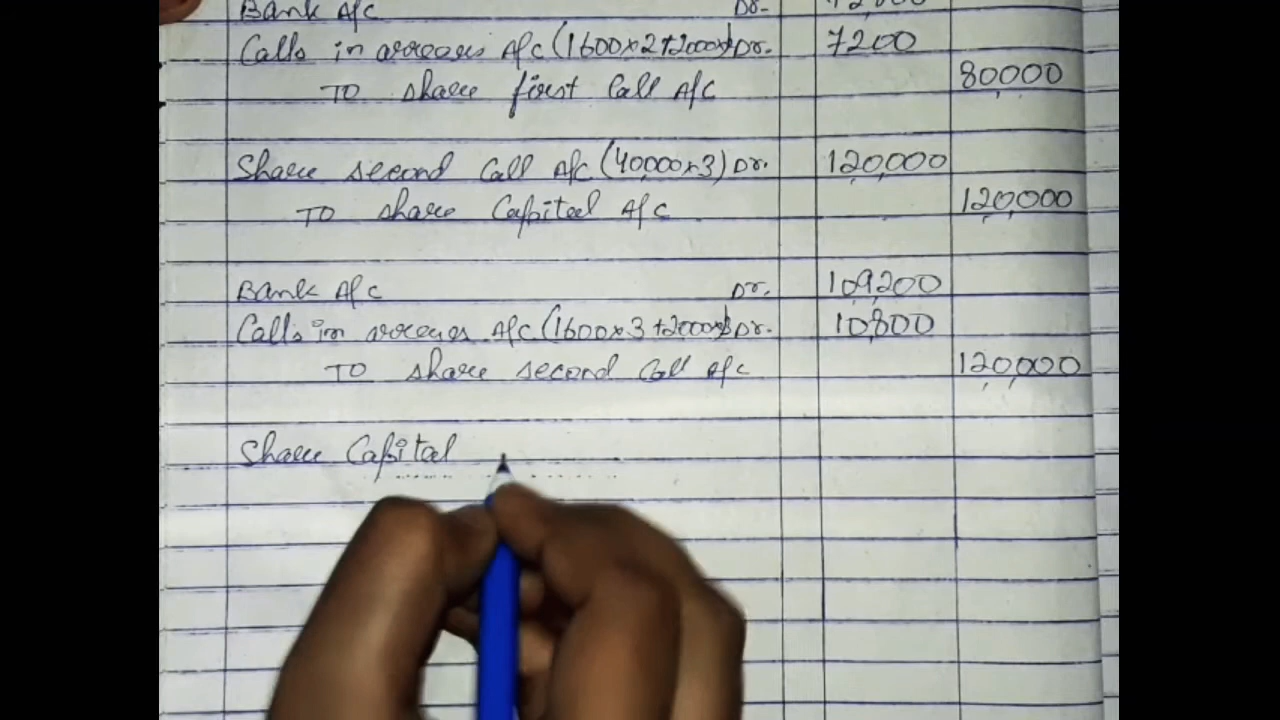 Bank A/c Dr.
Calls in arrears A/c (1600×2+2000×2) Dr. 7200
To share first Call A/c 80000
Share second Call A/c (40,000×3) Dr. 120,000
To share Capital A/c 120,000
Bank A/c Dr. 109,200
Calls in arrears A/c (1600×3+2000×3) Dr. 10,800
To share second Call A/c 120,000
Share Capital